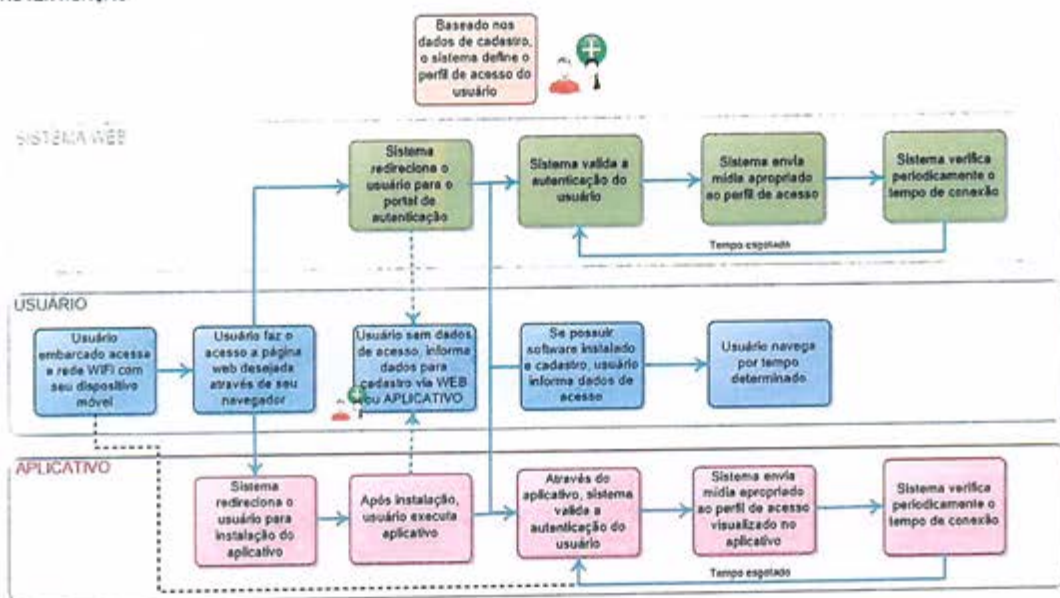 Baseado nos
dados de cadastro,
o sistema define o
perfil de acesso do
usuário
SISTEMA WEB
Sistema
redireciona o
usuário para o
portal de
autenticação
Sistema valida a
autenticação do
usuário
Sistema envia
mídia apropriado
ao perfil de acesso
Sistema verifica
periodicamente o
tempo de conexão
Tempo esgotado
USUÁRIO
Usuário
embarcado acessa
a rede WiFi com
seu dispositivo
móvel
Usuário faz o
acesso a página
web desejada
através de seu
navegador
Usuário sem dados
de acesso, informa
dados para
cadastro via WEB
ou APLICATIVO
Se possuir
software instalado
e cadastro, usuário
informa dados de
acesso
Usuário navega
por tempo
determinado
APLICATIVO
Sistema
redireciona o
usuário para
instalação do
aplicativo
Após instalação,
usuário executa
aplicativo
Através do
aplicativo, sistema
valida a
autenticação do
usuário
Sistema envia
mídia apropriado
ao perfil de acesso
visualizado no
aplicativo
Sistema verifica
periodicamente o
tempo de conexão
Tempo esgotado